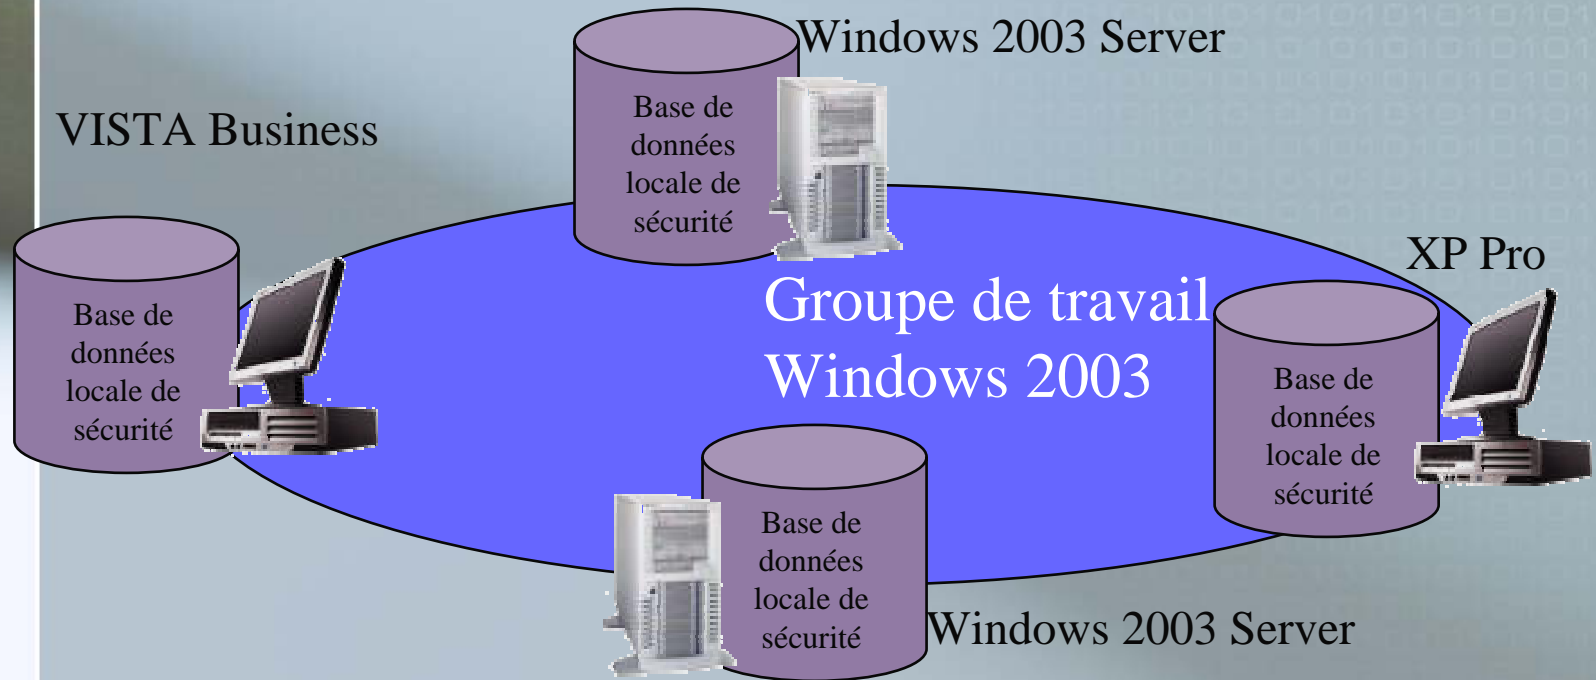 Windows 2003 Server
Base de
données
locale de
sécurité
VISTA Business
Base de
données
locale de
sécurité
XP Pro
Groupe de travail
Windows 2003
Base de
données
locale de
sécurité
Base de
données
locale de
sécurité
Windows 2003 Server